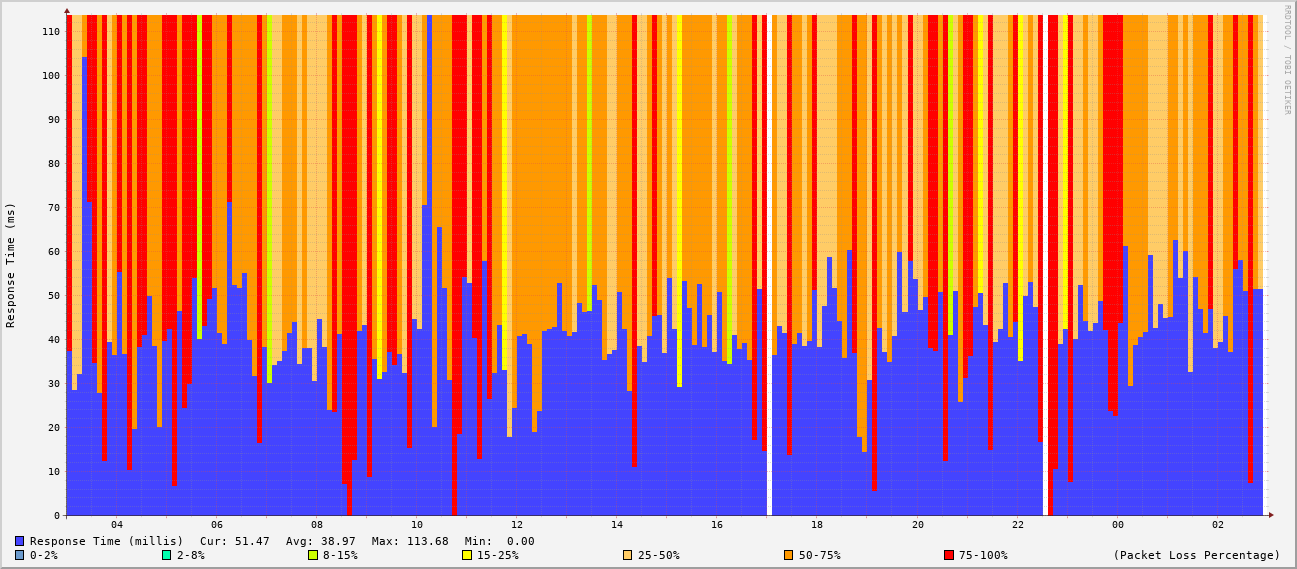 RRDTOOL / TOBI OETIKER
Response Time (ms)
110
100
90
80
70
60
50
40
30
20
10
0
04 06 08 10 12 14 16 18 20 22 00 02
Response Time (millis) Cur: 51.47 Avg: 38.97 Max: 113.68 Min: 0.00
0-2% 2-8% 8-15% 15-25% 25-50% 50-75% 75-100% (Packet Loss Percentage)